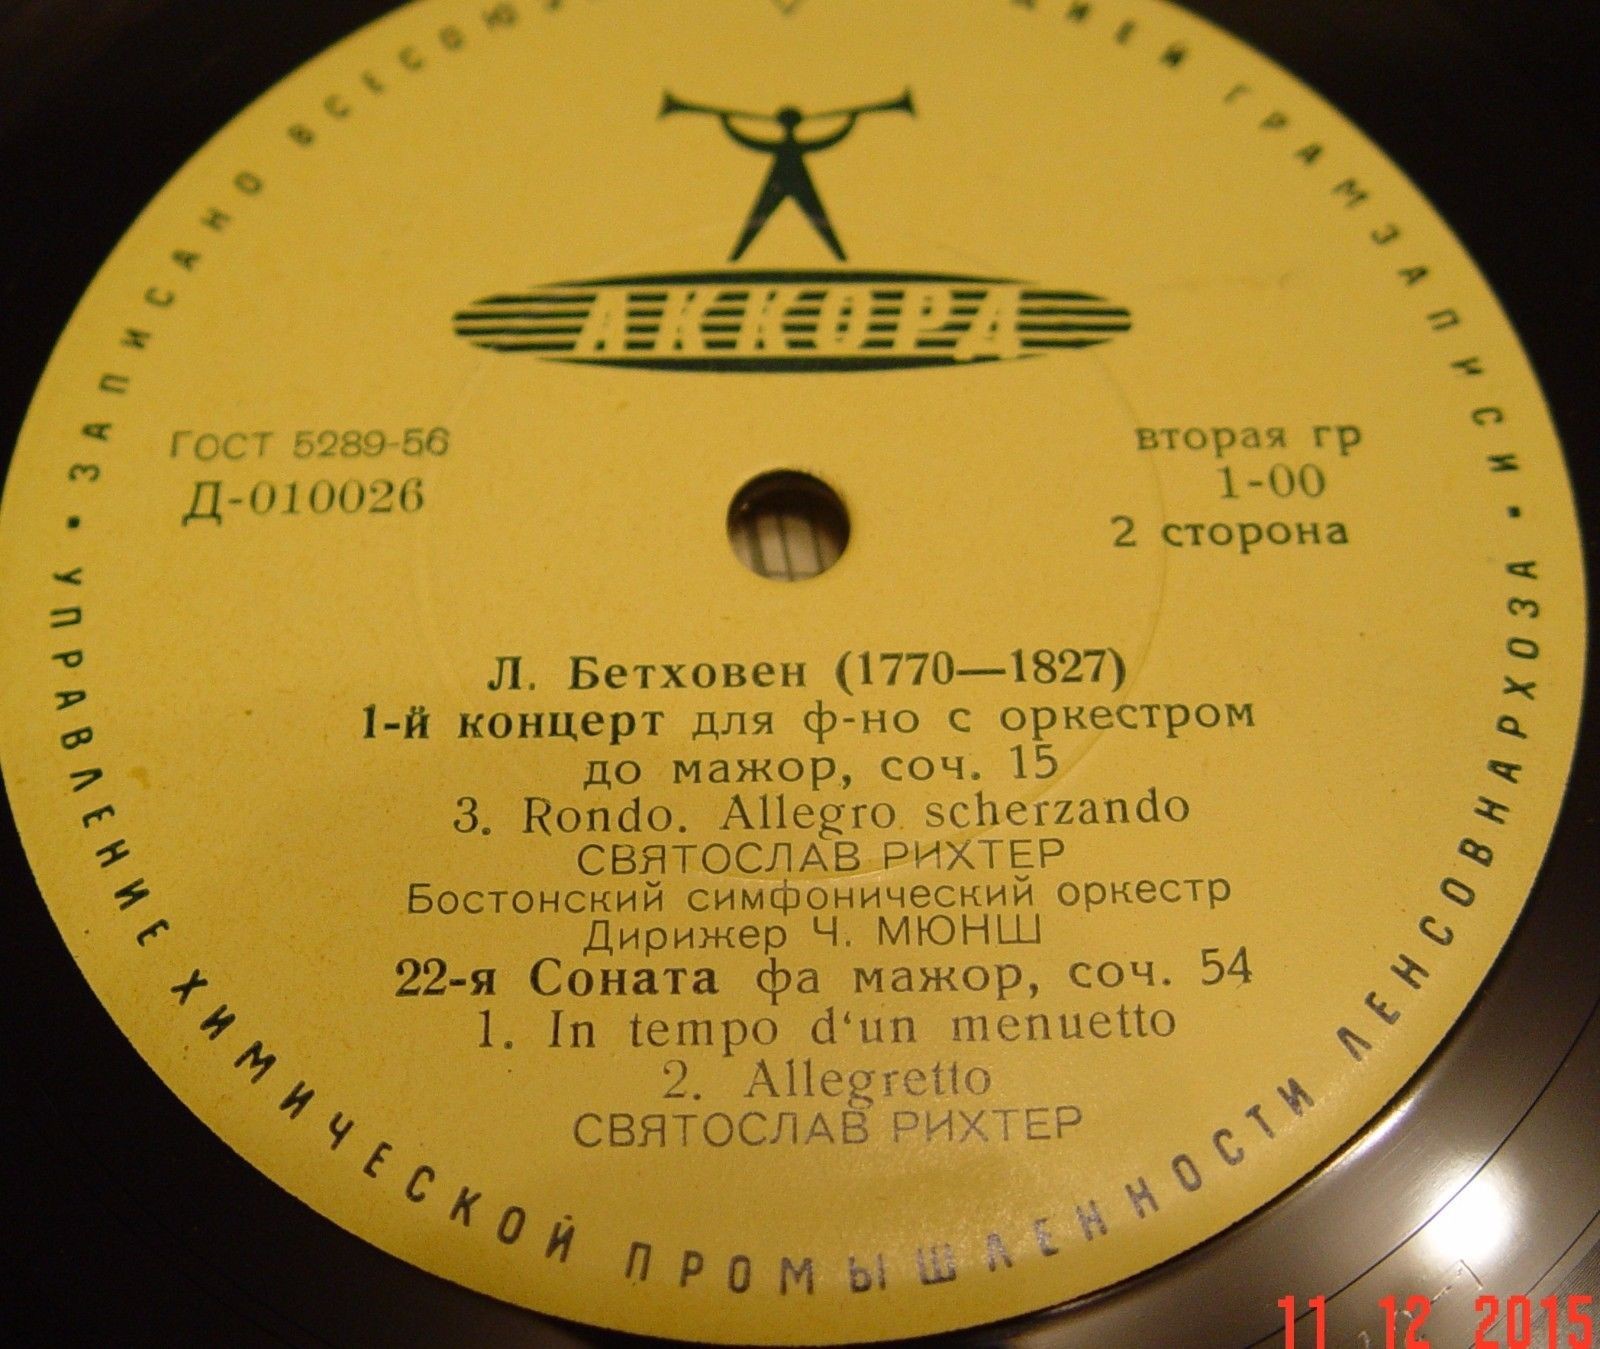 ЗАПИСАНО ГРАМЗАПИСИ
АККОРД
ГОСТ 5289-56
Д-010026
вторая гр
1-00
2 сторона
Л. Бетховен (1770—1827)
1-й концерт для ф-но с оркестром
до мажор, соч. 15
3. Rondo. Allegro scherzando
СВЯТОСЛАВ РИХТЕР
Бостонский симфонический оркестр
Дирижер Ч. МЮНШ
22-я Соната фа мажор, соч. 54
1. In tempo d‘un menuetto
2. Allegretto
СВЯТОСЛАВ РИХТЕР
УПРАВЛЕНИЕ ХИМИЧЕСКОЙ ПРОМЫШЛЕННОСТИ ЛЕНСОВНАРХОЗА
11 12 2015